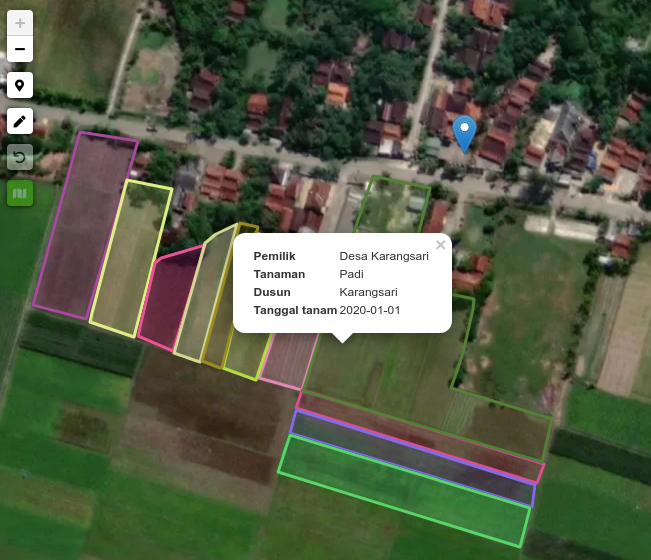 +
×
−
Pemilik Desa Karangsari
Tanaman Padi
Dusun Karangsari
Tanggal tanam 2020-01-01